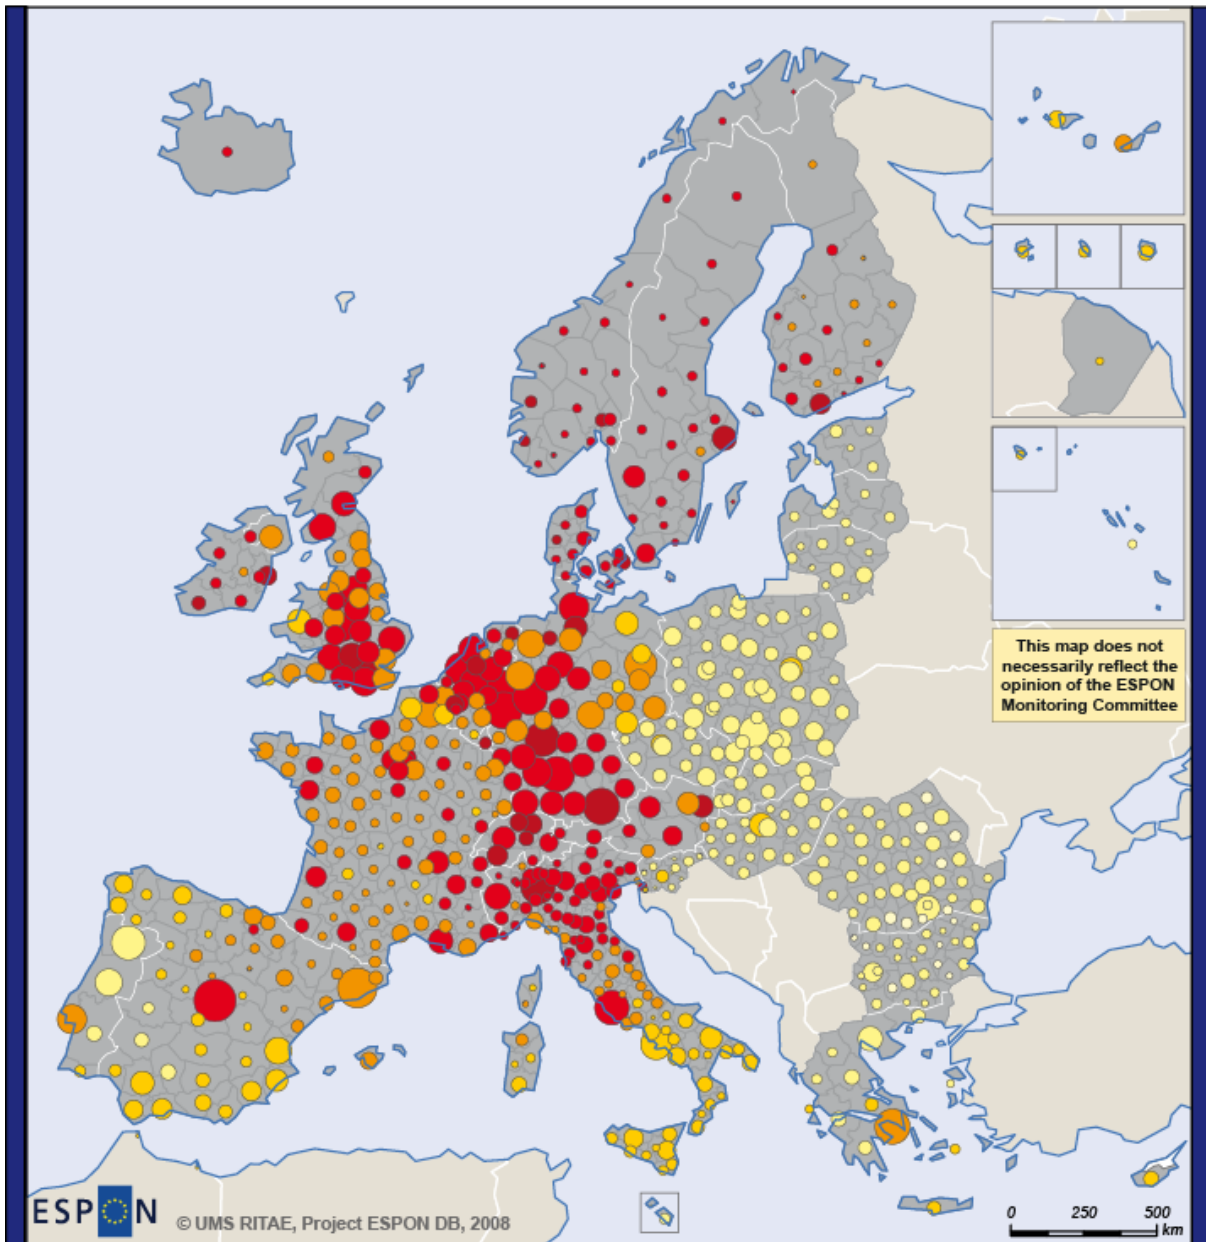 This map does not
necessarily reflect the
opinion of the ESPON
Monitoring Committee
ESPON
© UMS RITAE, Project ESPON DB, 2008
0 250 500
km